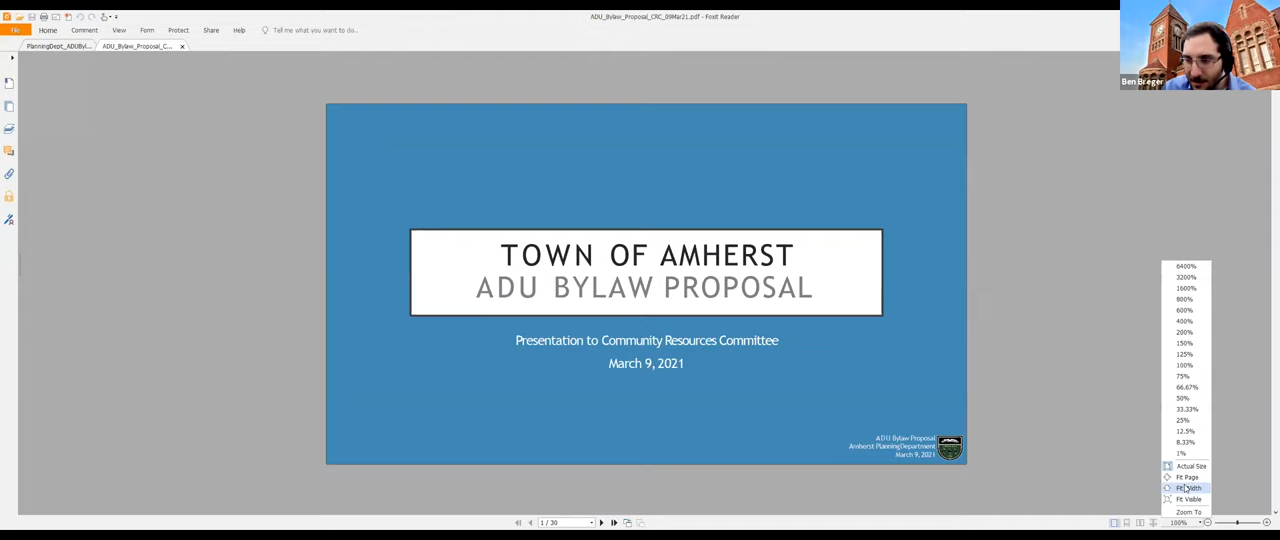 ADU_Bylaw_Proposal_CRC_09Mar21.pdf - Foxit Reader
File
Home
Comment
View
Form
Protect
Share
Help
Tell me what you want to do...
PlanningDept_ADUByl...
ADU_Bylaw_Proposal_C...
Ben Breger
TOWN OF AMHERST
ADU BYLAW PROPOSAL
Presentation to Community Resources Committee
March 9, 2021
ADU Bylaw Proposal
Amherst PlanningDepartment
March 9, 2021
6400%
3200%
1600%
800%
600%
400%
200%
150%
125%
100%
75%
66.67%
50%
33.33%
25%
12.5%
8.33%
1%
Actual Size
Fit Page
Fit Width
Fit Visible
Zoom To
1 / 30
100%